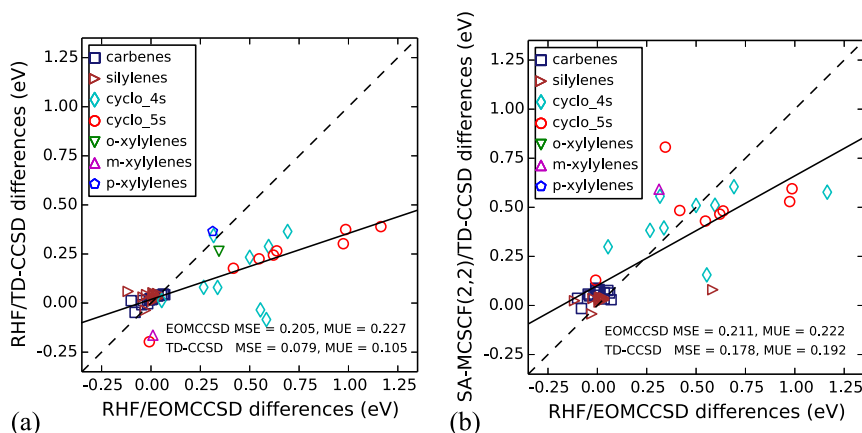 RHF/TD-CCSD differences (eV)
1.25
1.00
0.75
0.50
0.25
0.00
-0.25
carbenes
silylenes
cyclo_4s
cyclo_5s
o-xylylenes
m-xylylenes
p-xylylenes
EOMCCSD MSE = 0.205, MUE = 0.227
TD-CCSD MSE = 0.079, MUE = 0.105
-0.25 0.00 0.25 0.50 0.75 1.00 1.25
RHF/EOMCCSD differences (eV)
(a)
SA-MCSCF(2,2)/TD-CCSD differences (eV)
1.25
1.00
0.75
0.50
0.25
0.00
-0.25
carbenes
silylenes
cyclo_4s
cyclo_5s
o-xylylenes
m-xylylenes
p-xylylenes
EOMCCSD MSE = 0.211, MUE = 0.222
TD-CCSD MSE = 0.178, MUE = 0.192
-0.25 0.00 0.25 0.50 0.75 1.00 1.25
RHF/EOMCCSD differences (eV)
(b)